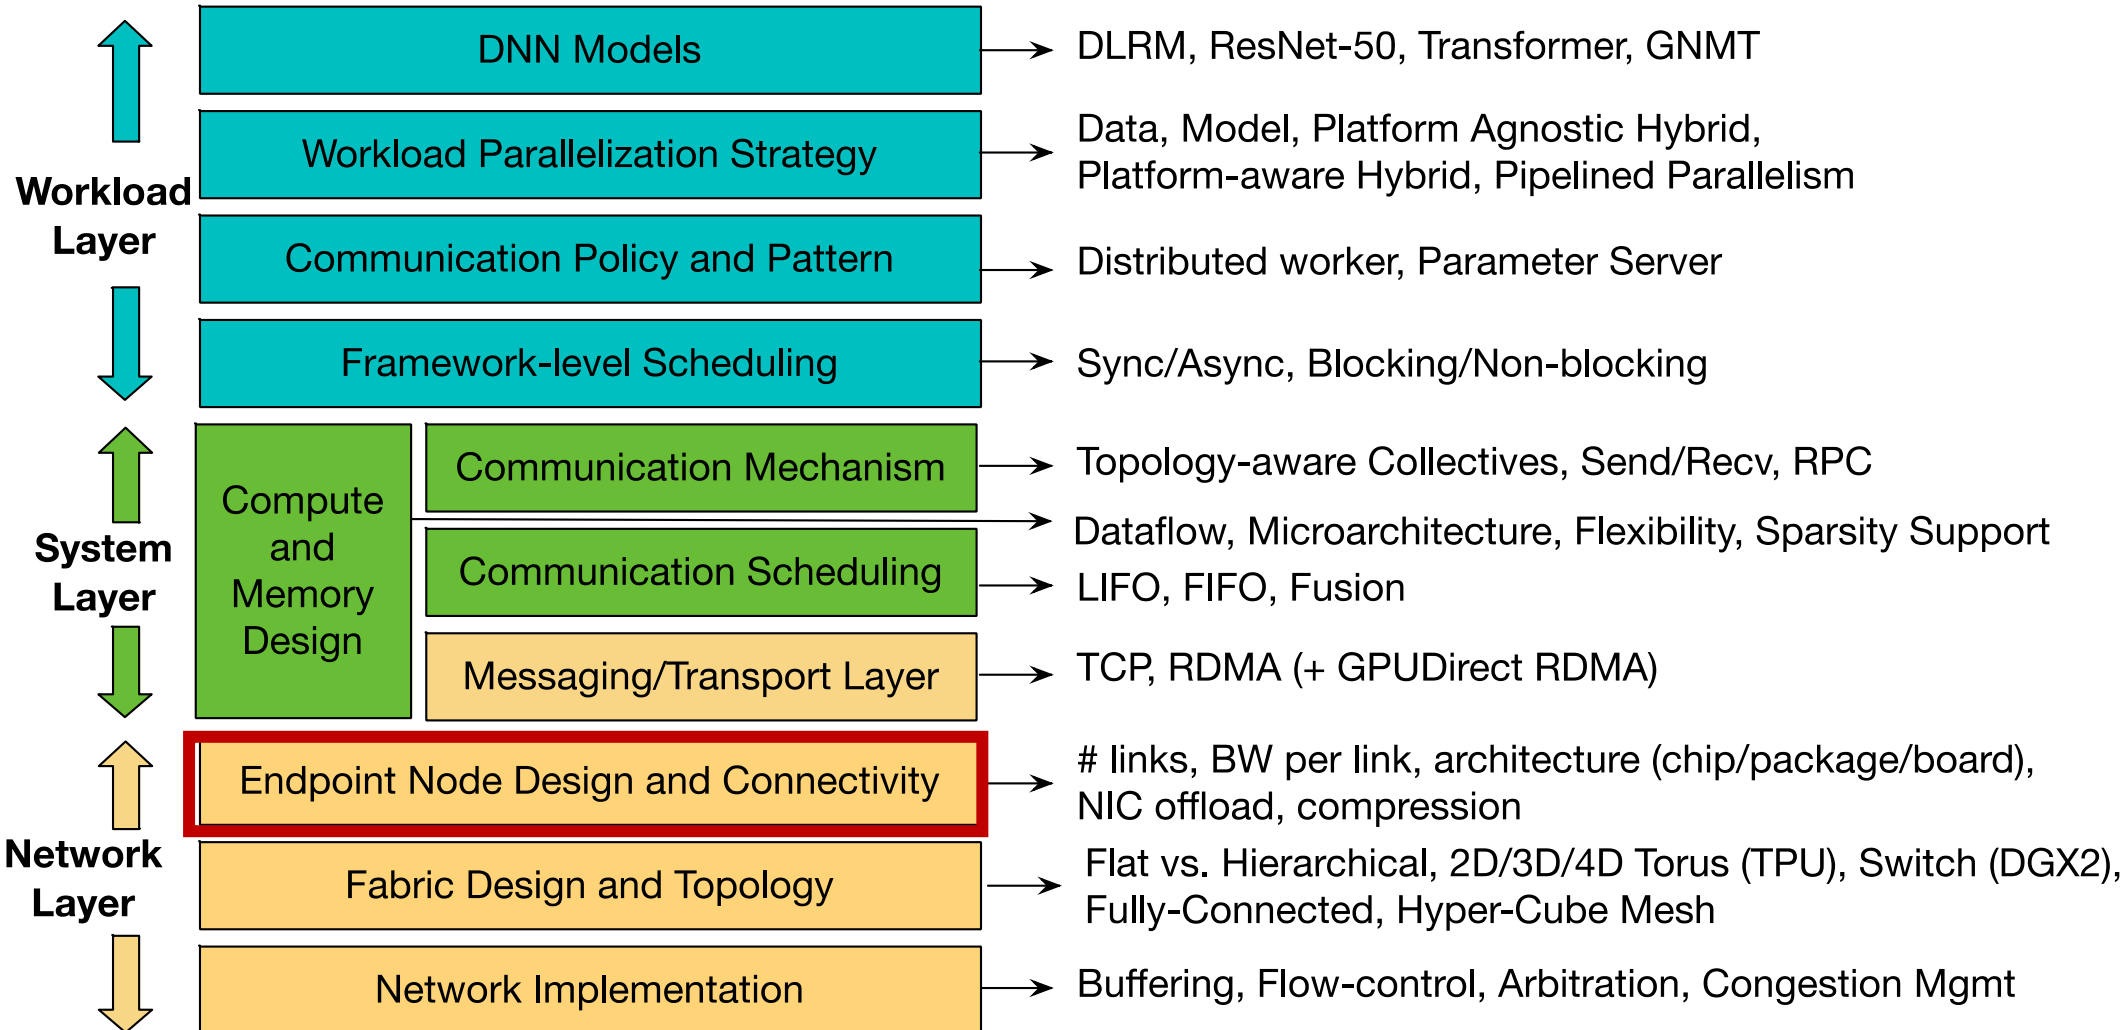 DNN Models
DLRM, ResNet-50, Transformer, GNMT
Workload Parallelization Strategy
Data, Model, Platform Agnostic Hybrid,
Platform-aware Hybrid, Pipelined Parallelism
Workload
Layer
Communication Policy and Pattern
Distributed worker, Parameter Server
Framework-level Scheduling
Sync/Async, Blocking/Non-blocking
System
Layer
Compute
and
Memory
Design
Communication Mechanism
Topology-aware Collectives, Send/Recv, RPC
Dataflow, Microarchitecture, Flexibility, Sparsity Support
Communication Scheduling
LIFO, FIFO, Fusion
Messaging/Transport Layer
TCP, RDMA (+ GPUDirect RDMA)
Network
Layer
Endpoint Node Design and Connectivity
# links, BW per link, architecture (chip/package/board),
NIC offload, compression
Fabric Design and Topology
Flat vs. Hierarchical, 2D/3D/4D Torus (TPU), Switch (DGX2),
Fully-Connected, Hyper-Cube Mesh
Network Implementation
Buffering, Flow-control, Arbitration, Congestion Mgmt